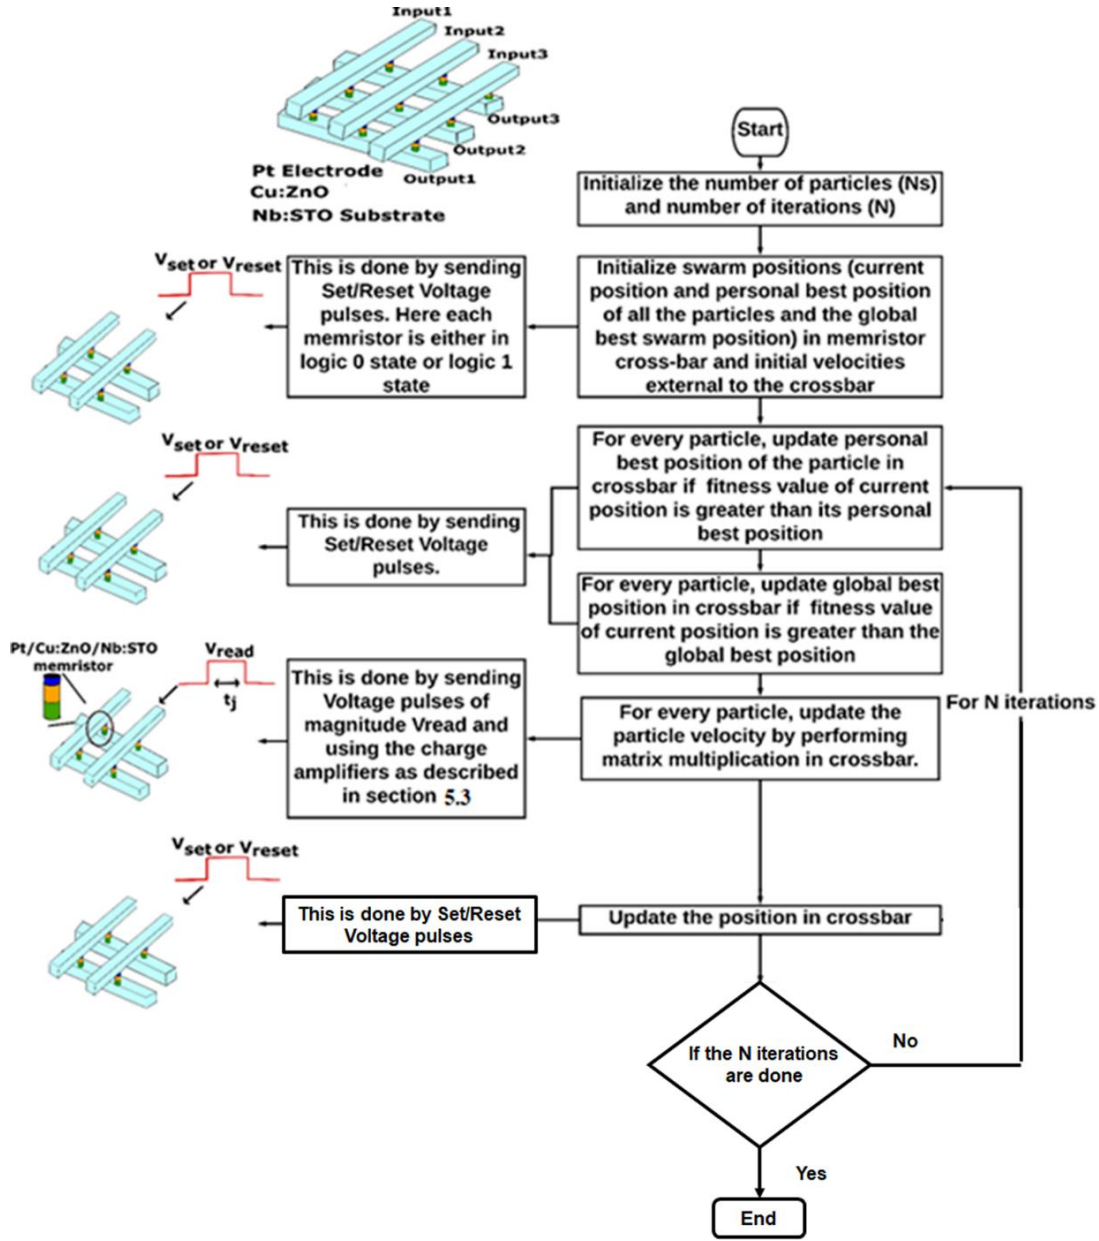 Input1
Input2
Input3
Output3
Output2
Output1
Pt Electrode
Cu:ZnO
Nb:STO Substrate
Start
Initialize the number of particles (Ns)
and number of iterations (N)
Initialize swarm positions (current
position and personal best position
of all the particles and the global
best swarm position) in memristor
cross-bar and initial velocities
external to the crossbar
This is done by sending
Set/Reset Voltage
pulses. Here each
memristor is either in
logic 0 state or logic 1
state
Vset or Vreset
For every particle, update personal
best position of the particle in
crossbar if fitness value of current
position is greater than its personal
best position
For every particle, update global best
position in crossbar if fitness value
of current position is greater than the
global best position
This is done by sending
Set/Reset Voltage
pulses.
Vset or Vreset
For every particle, update the
particle velocity by performing
matrix multiplication in crossbar.
This is done by sending
Voltage pulses of
magnitude Vread and
using the charge
amplifiers as described
in section 5.3
Vread
tj
Pt/Cu:ZnO/Nb:STO
memristor
For N iterations
Update the position in crossbar
This is done by Set/Reset
Voltage pulses
Vset or Vreset
If the N iterations
are done
No
Yes
End